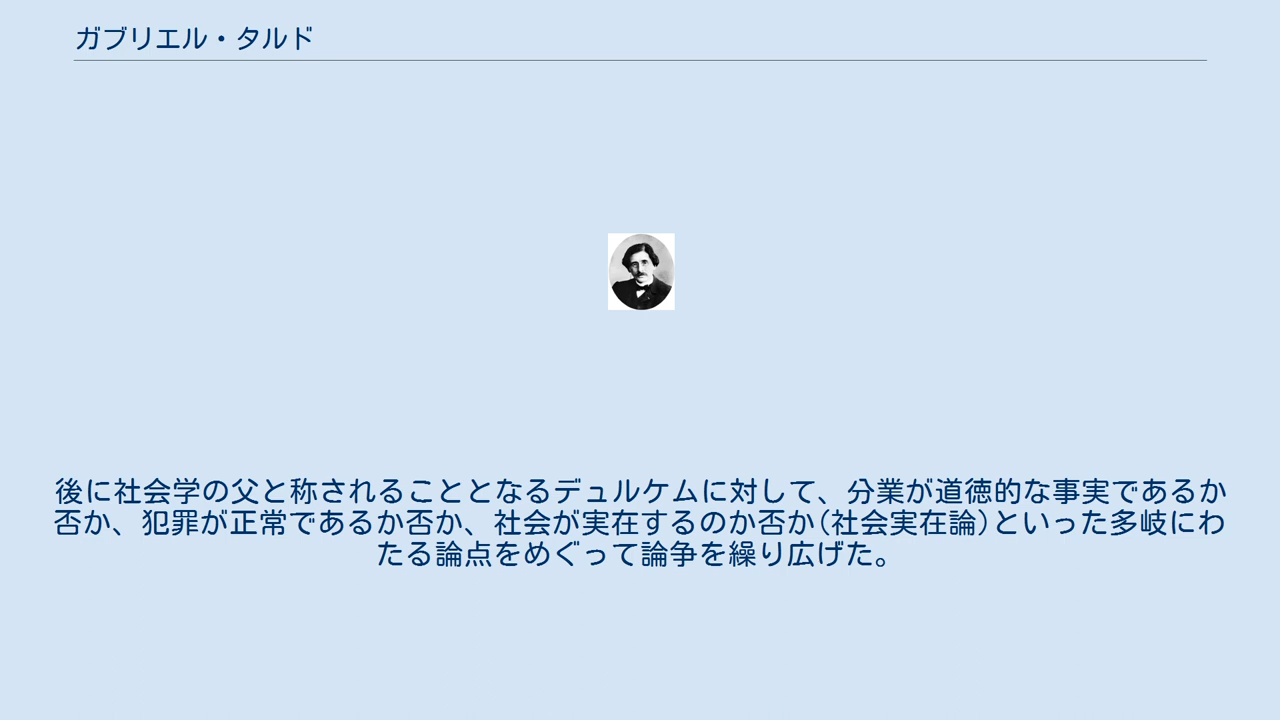 ガブリエル・タルド
後に社会学の父と称されることとなるデュルケムに対して、分業が道徳的な事実であるか
否か、犯罪が正常であるか否か、社会が実在するのか否か(社会実在論)といった多岐にわ
たる論点をめぐって論争を繰り広げた。